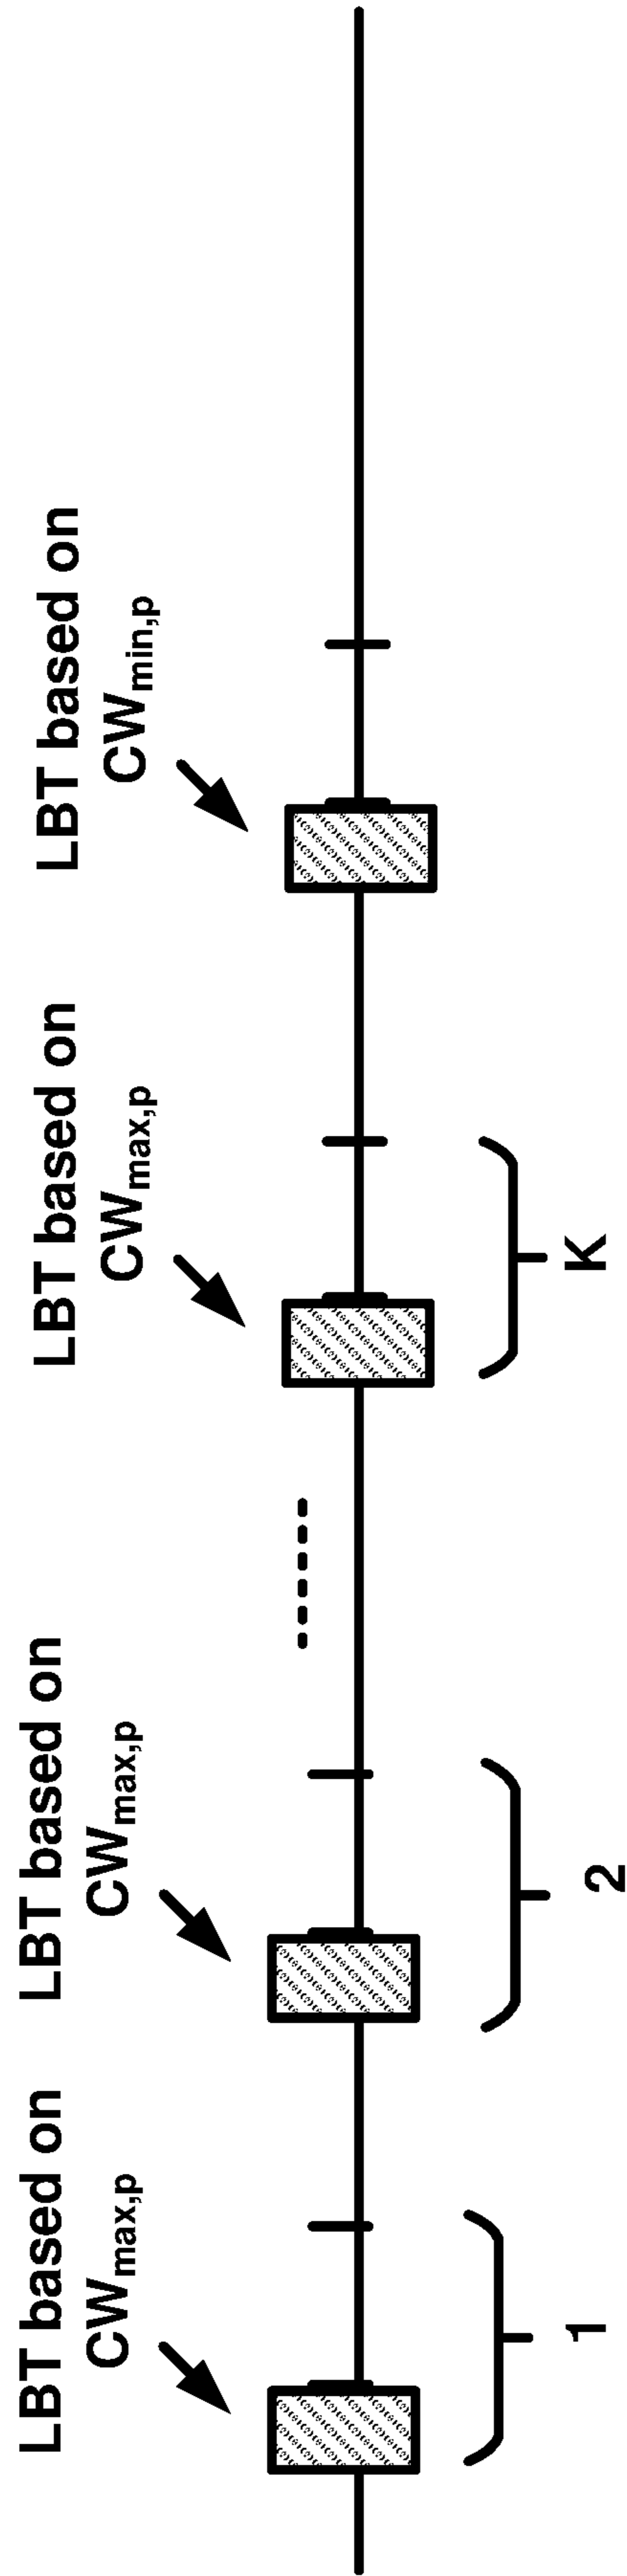 LBT based on
CWmax,p
LBT based on
CWmax,p
LBT based on
CWmax,p
LBT based on
CWmin,p
1
2
K